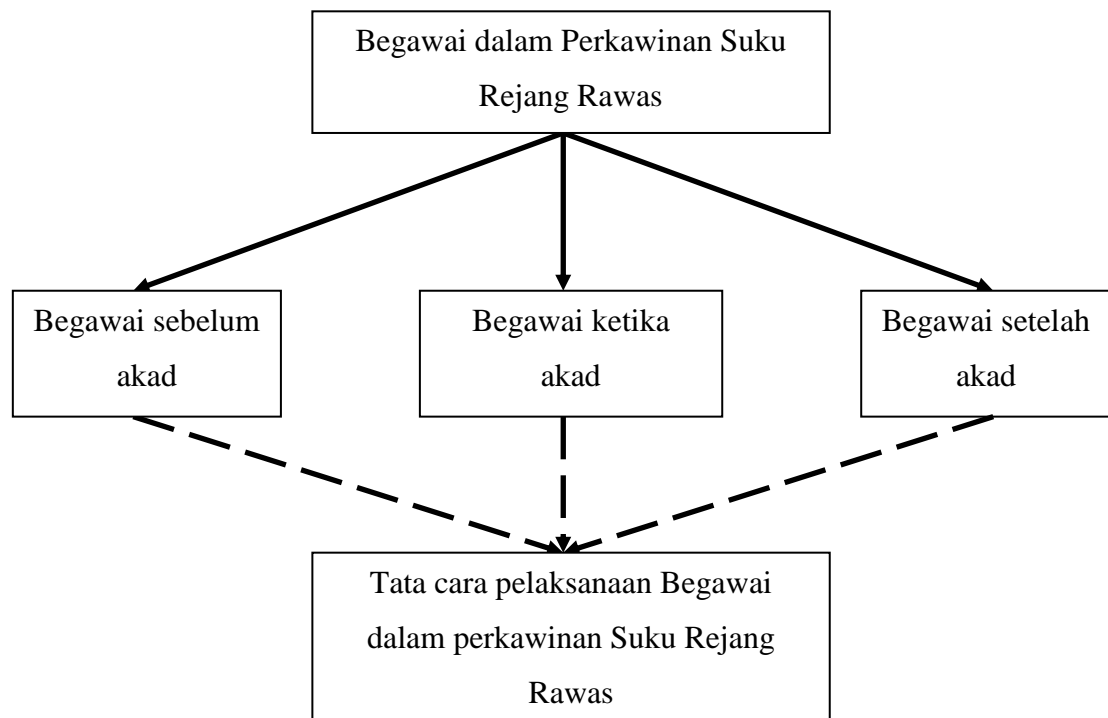 Begawai dalam Perkawinan Suku
Rejang Rawas
Begawai sebelum
akad
Begawai ketika
akad
Begawai setelah
akad
Tata cara pelaksanaan Begawai
dalam perkawinan Suku Rejang
Rawas